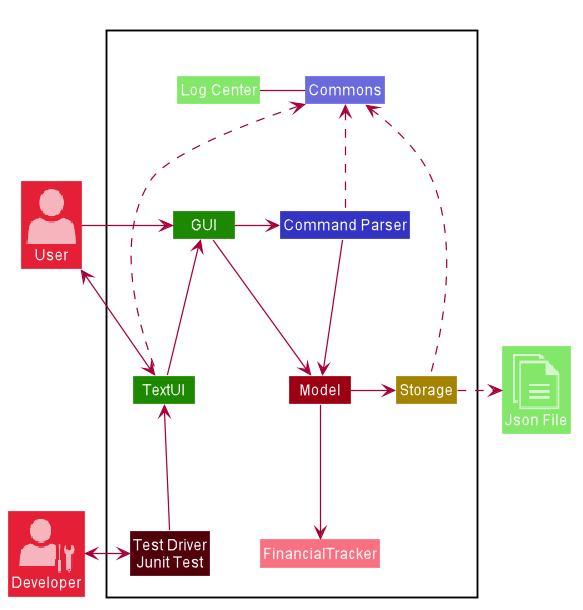 Log Center
Commons
User
GUI
Command Parser
TextUI
Model
Storage
Json File
Developer
Test Driver
Junit Test
FinancialTracker